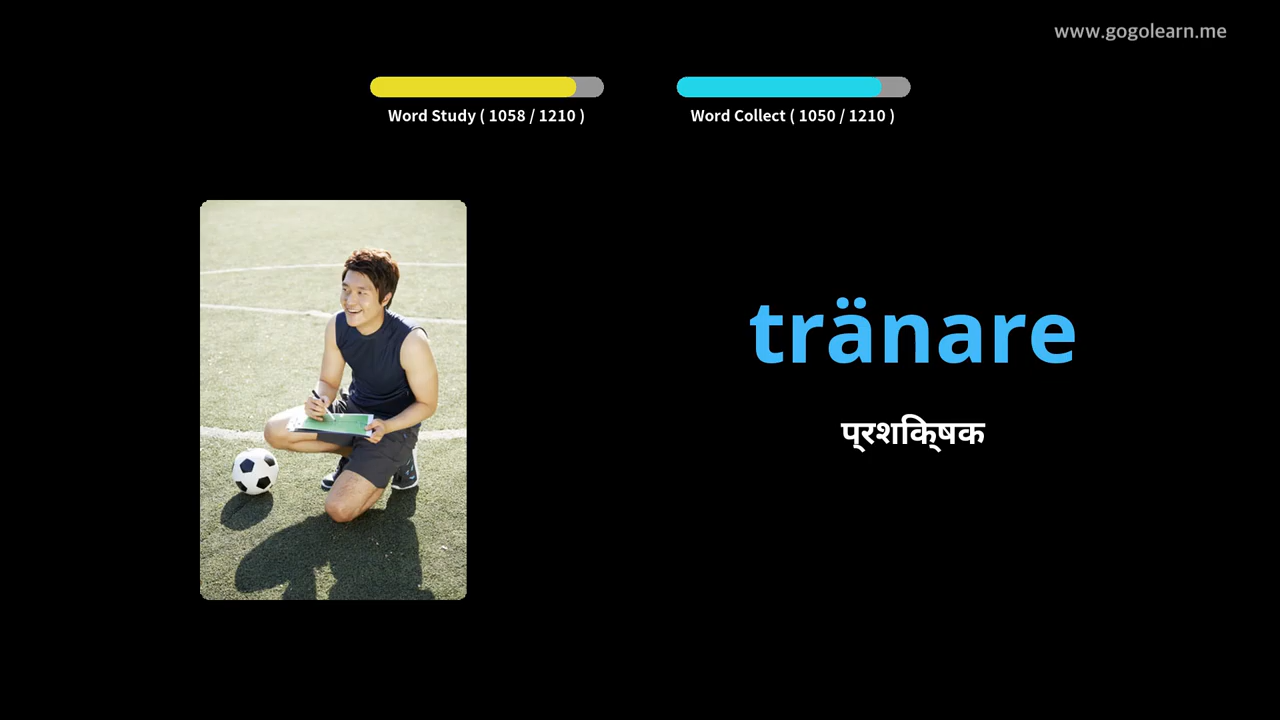 www.gogolearn.me
Word Study ( 1058 / 1210 )
Word Collect ( 1050 / 1210 )
tränare
प्रशिक्षक